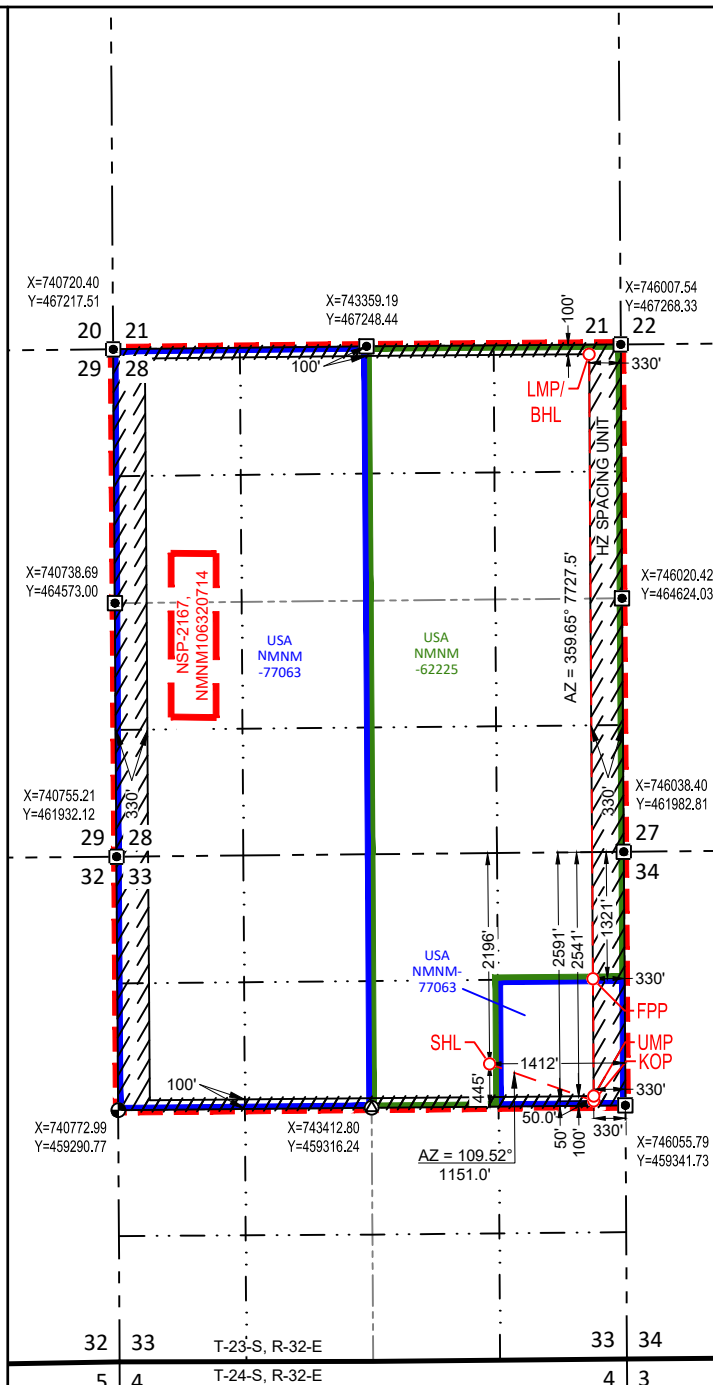 X=740720.40
Y=467217.51
X=743359.19
Y=467248.44
X=746007.54
Y=467268.33
20 21
29 28
21 22
100'
100'
330'
LMP/
BHL
HZ SPACING UNIT
X=740738.69
Y=464573.00
NSP-2167,
NMNM106320714
USA
NMNM
-77063
USA
NMNM
-62225
AZ = 359.65° 7727.5'
X=746020.42
Y=464624.03
X=740755.21
Y=461932.12
330'
330'
X=746038.40
Y=461982.81
29 28
32 33
27
34
2196'
2591'
2541'
1321'
USA
NMNM-
77063
330'
FPP
SHL
1412'
UMP
KOP
445'
330'
100'
50.0'
50'
100'
330'
X=740772.99
Y=459290.77
X=743412.80
Y=459316.24
AZ = 109.52°
1151.0'
X=746055.79
Y=459341.73
32 33
T-23-S, R-32-E
33 34
5 4
T-24-S, R-32-E
4 3